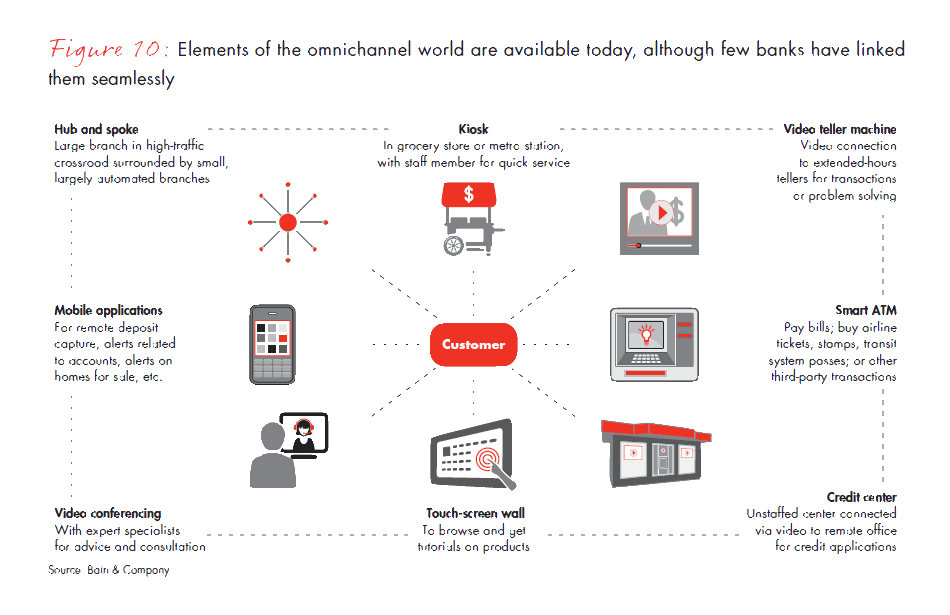 Figure 10: Elements of the omnichannel world are available today, although few banks have linked
them seamlessly
Hub and spoke
Large branch in high-traffic
crossroad surrounded by small,
largely automated branches
Kiosk
In grocery store or metro station,
with staff member for quick service
$
Video teller machine
Video connection
to extended-hours
tellers for transactions
or problem solving
$
Mobile applications
For remote deposit
capture, alerts related
to accounts, alerts on
homes for sale, etc.
Customer
Smart ATM
Pay bills; buy airline
tickets, stamps, transit
system passes; or other
third-party transactions
Video conferencing
With expert specialists
for advice and consultation
Touch-screen wall
To browse and get
tutorials on products
Credit center
Unstaffed center connected
via video to remote office
for credit applications
Source: Bain & Company